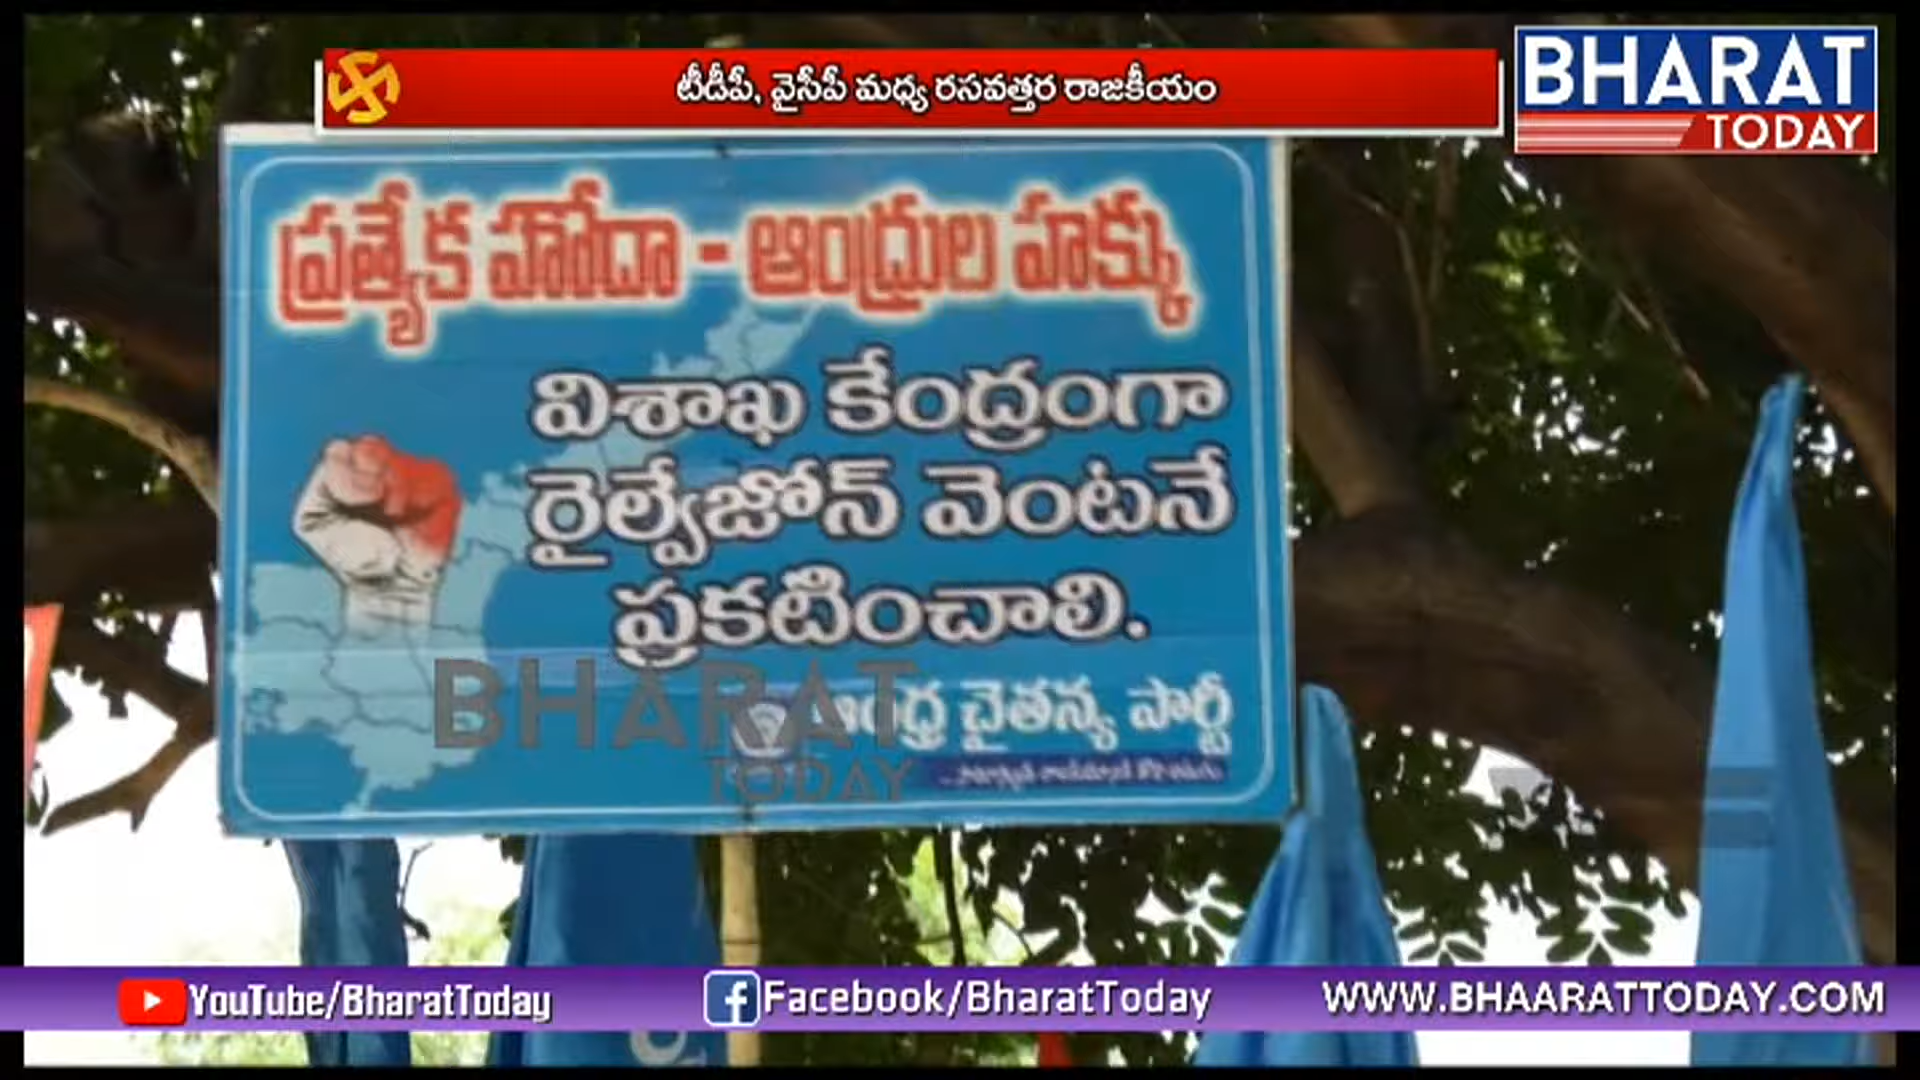 టీడీపీ, వైసీపీ మధ్య రసవత్తర రాజకీయం
BHARAT
TODAY
ప్రత్యేక హోదా - ఆంధ్రుల హక్కు
విశాఖ కేంద్రంగా
రైల్వేజోన్ వెంటనే
ప్రకటించాలి.
ఆంధ్ర చైతన్య పార్టీ
BHARAT
TODAY
YouTube/BharatToday
Facebook/BharatToday
WWW.BHAARATTODAY.COM